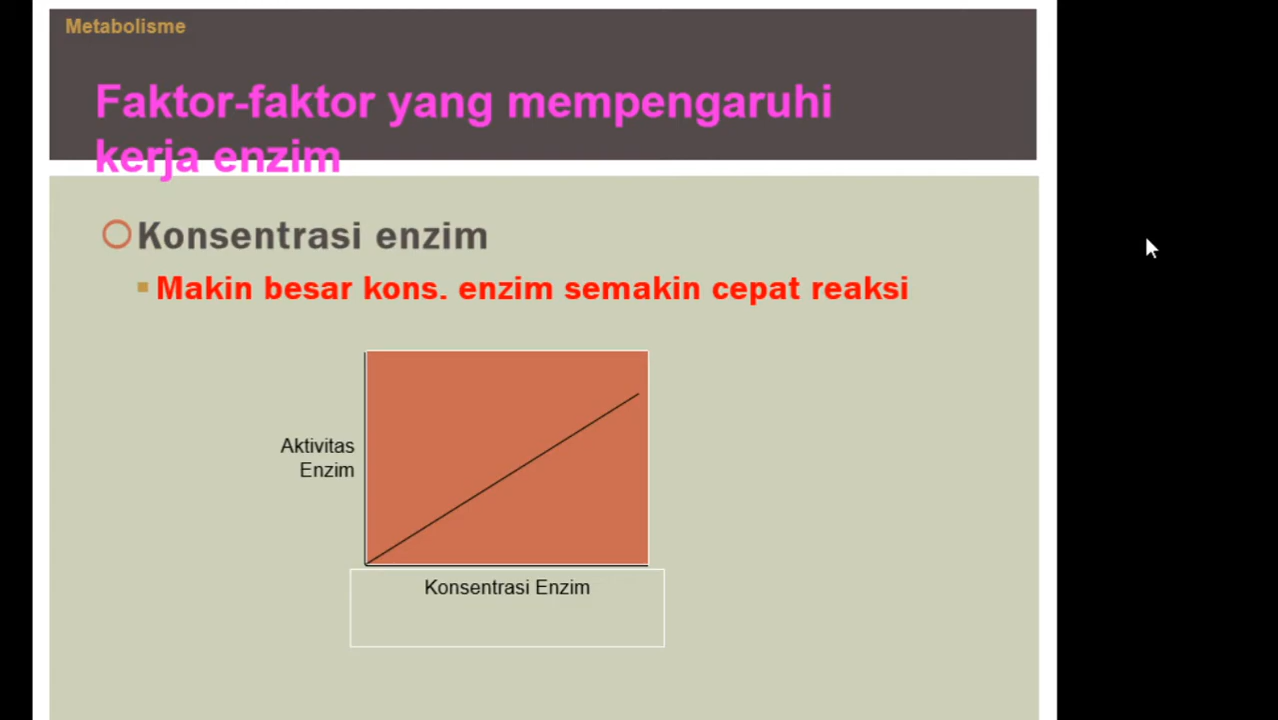 Metabolisme
Faktor-faktor yang mempengaruhi
kerja enzim
Konsentrasi enzim
Makin besar kons. enzim semakin cepat reaksi
Aktivitas
Enzim
Konsentrasi Enzim